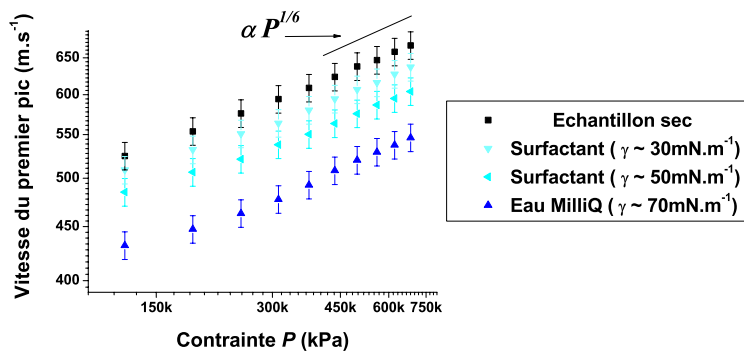 α P^1/6
Vitesse du premier pic (m.s^-1)
650
600
550
500
450
400
150k 300k 450k 600k 750k
Contrainte P (kPa)
Echantillon sec
Surfactant ( γ ~ 30mN.m^-1)
Surfactant ( γ ~ 50mN.m^-1)
Eau MilliQ ( γ ~ 70mN.m^-1)